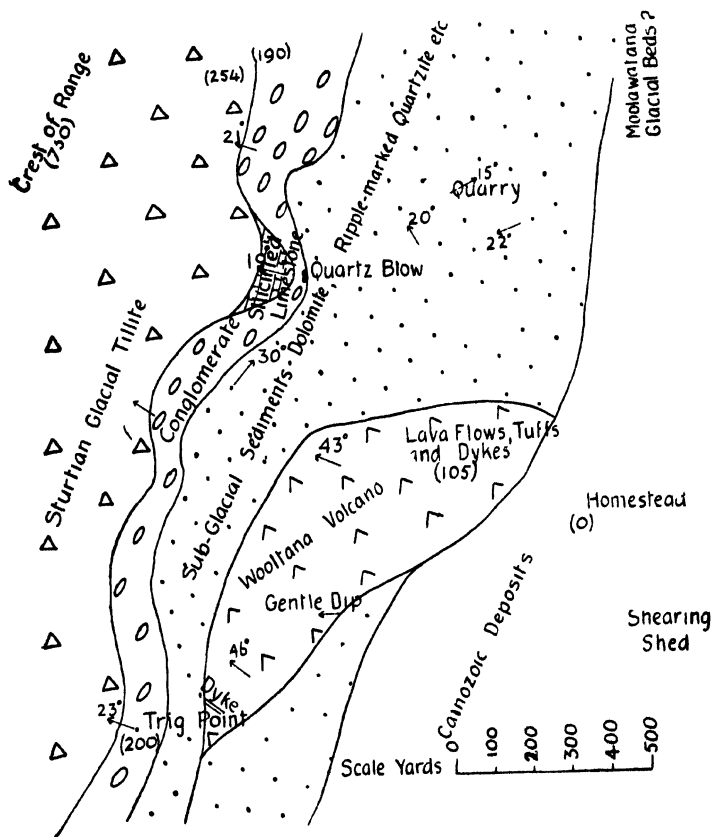 (190)
(254)
Crest of Range
(730)
21°
Moolawatana
Glacial Beds?
Ripple-marked Quartzite etc
15°
Quarry
20°
22°
Silicified
Limestone
Quartz Blow
30°
Conglomerate
Sturtian Glacial Tillite
Sub-Glacial Sediments-Dolomite,
43°
Lava Flows, Tuffs
and Dykes
(105)
Wooltana Volcano
Homestead
(0)
Gentle Dip
46°
Cainozoic Deposits
Shearing
Shed
Dyke
23°
Trig Point
(200)
Scale Yards
0 100 200 300 400 500